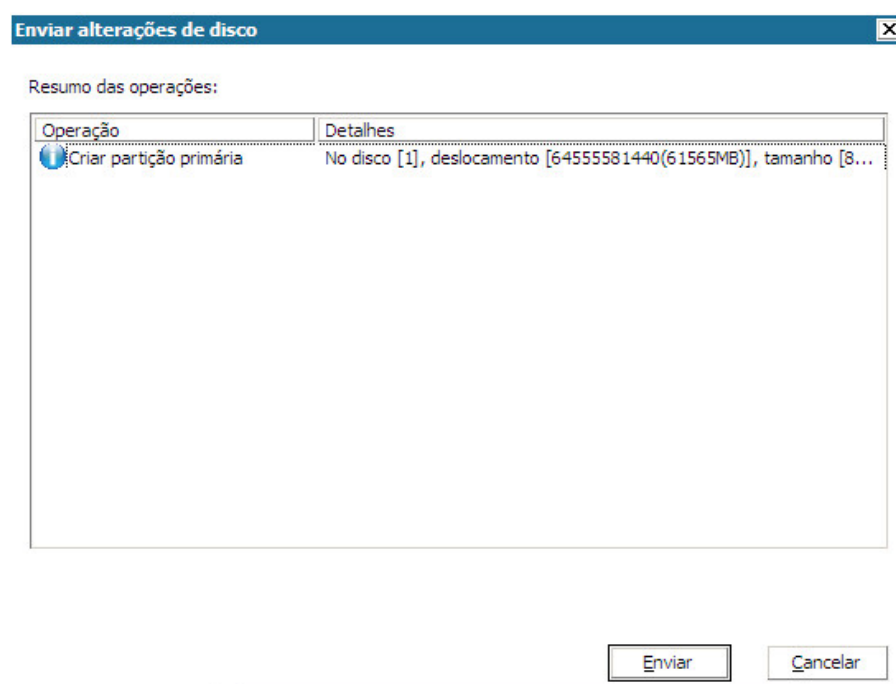 Enviar alterações de disco
Resumo das operações:
Operação Detalhes
Criar partição primária No disco [1], deslocamento [64555581440(61565MB)], tamanho [8...
Enviar Cancelar